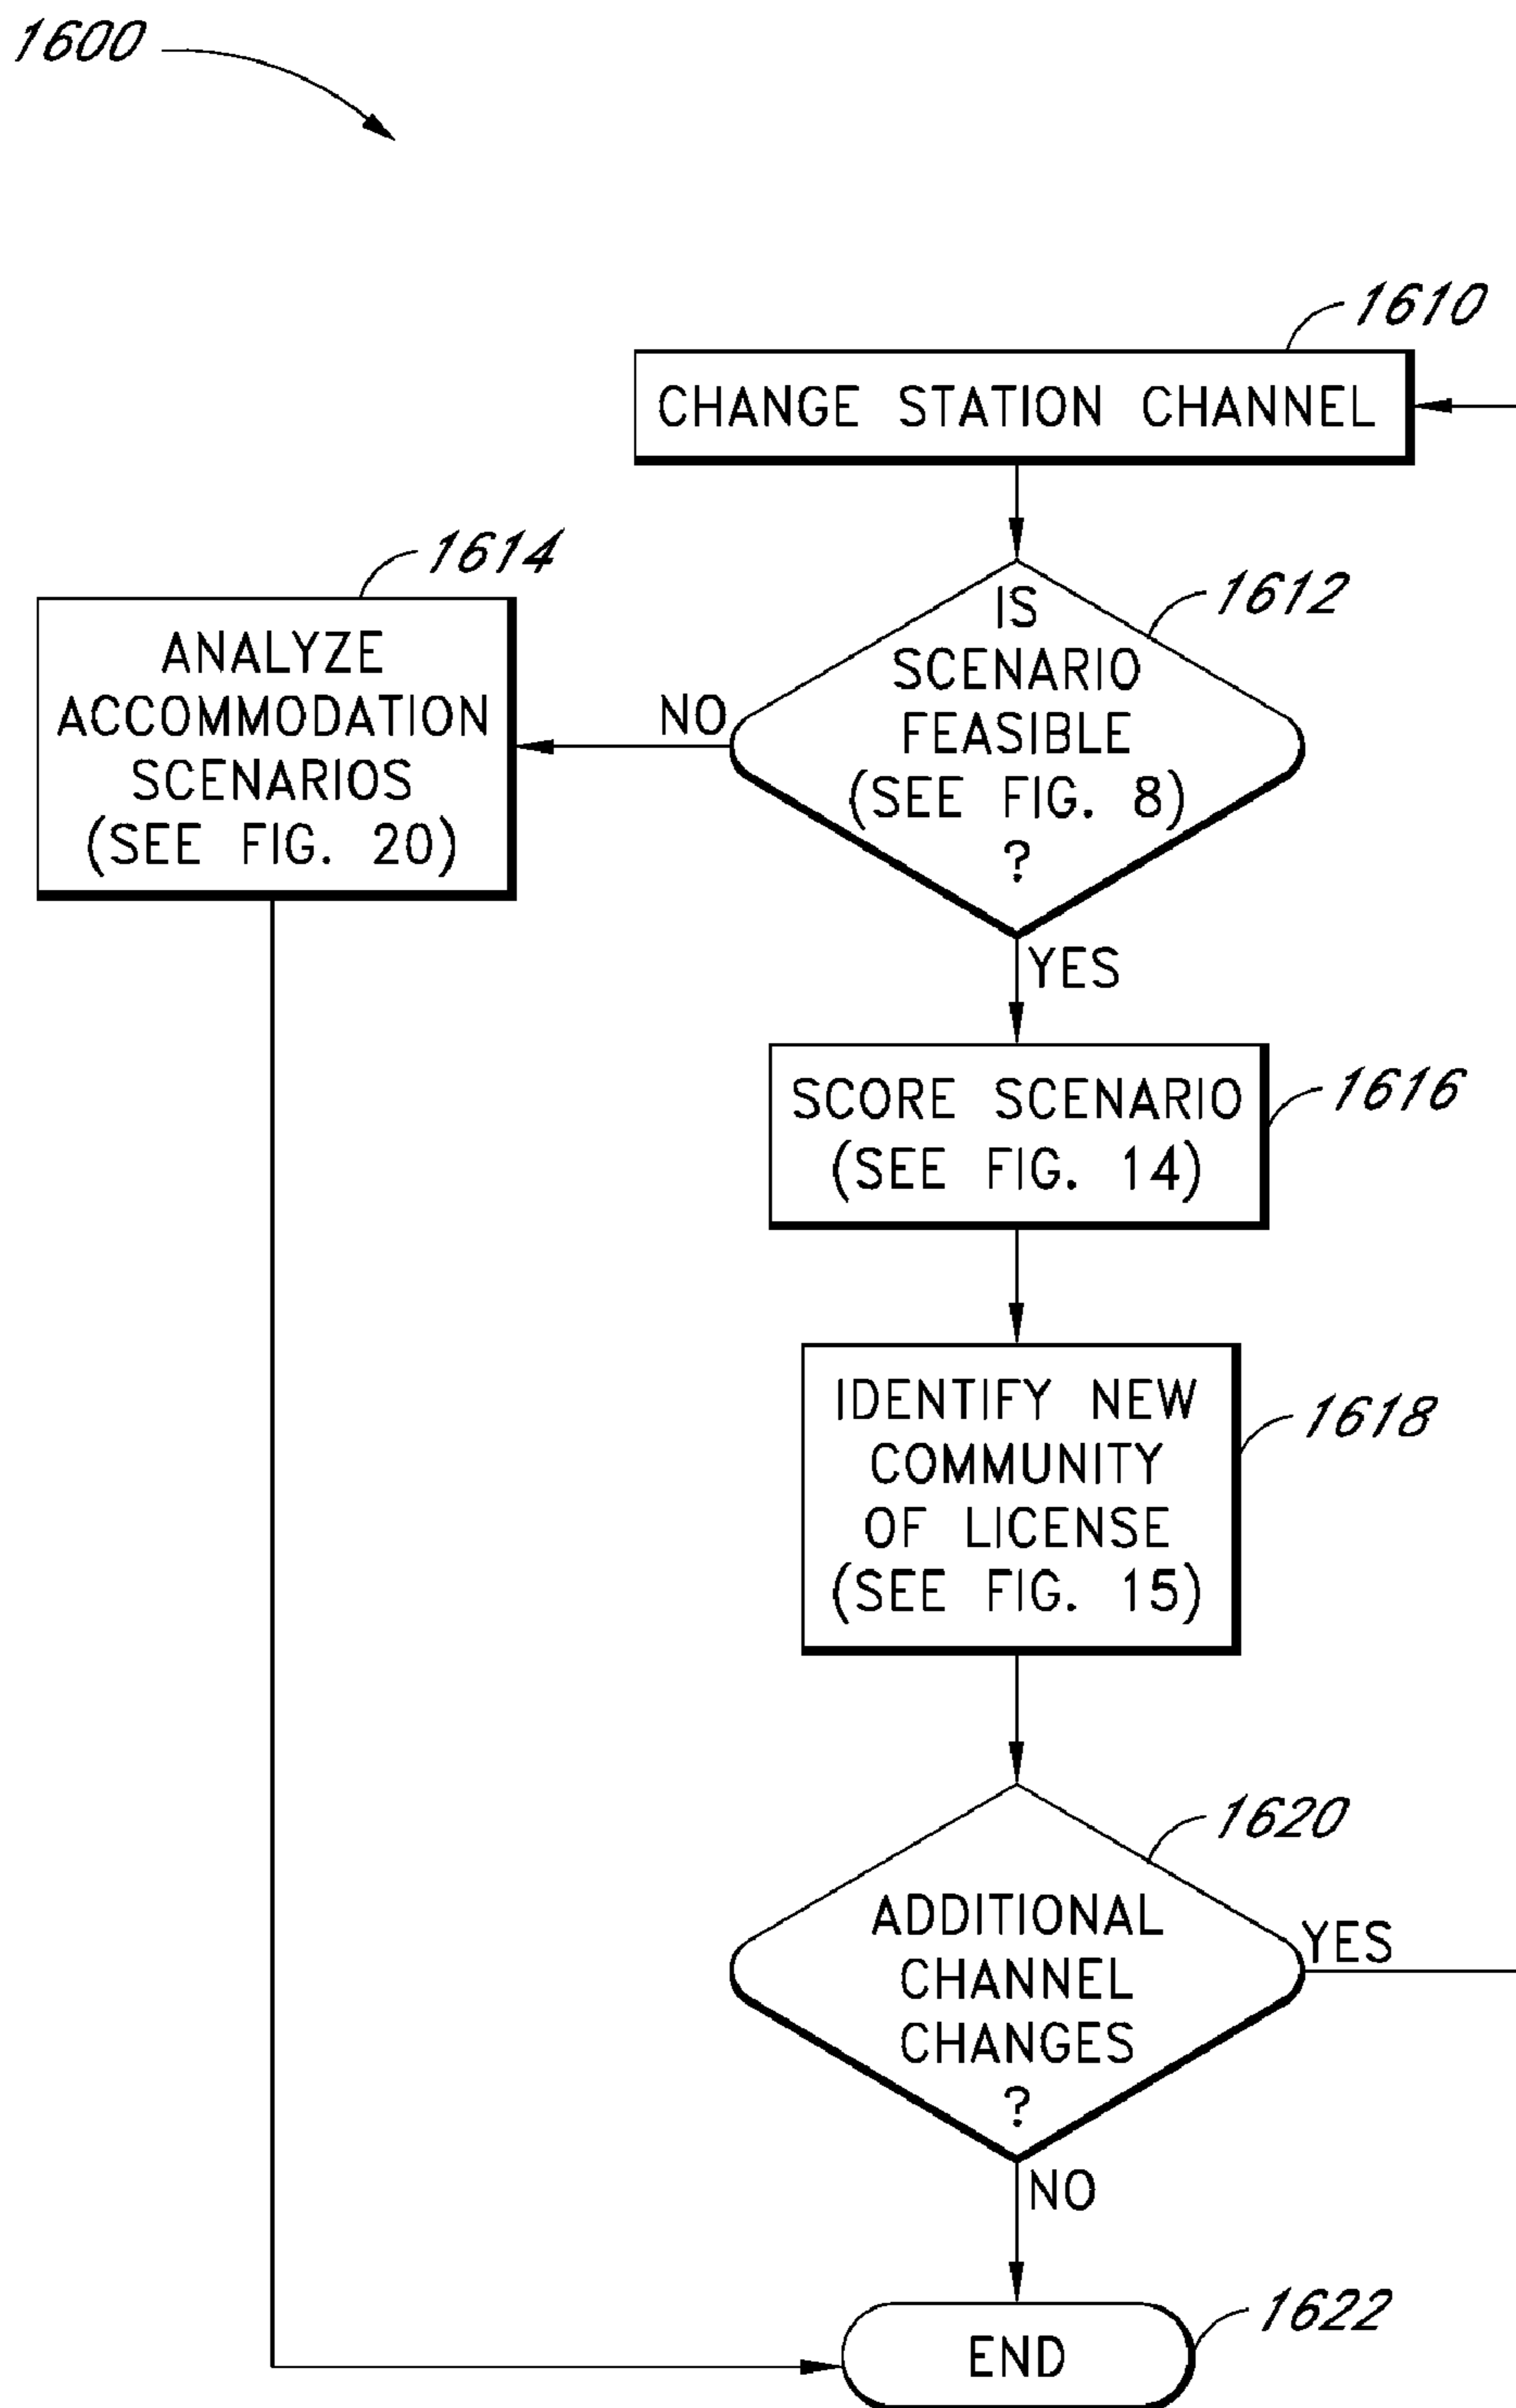 1600
1610
CHANGE STATION CHANNEL
1614
ANALYZE
ACCOMMODATION
SCENARIOS
(SEE FIG. 20)
NO
1612
IS
SCENARIO
FEASIBLE
(SEE FIG. 8)
?
YES
SCORE SCENARIO
(SEE FIG. 14)
1616
IDENTIFY NEW
COMMUNITY
OF LICENSE
(SEE FIG. 15)
1618
1620
ADDITIONAL
CHANNEL
CHANGES
?
YES
NO
1622
END